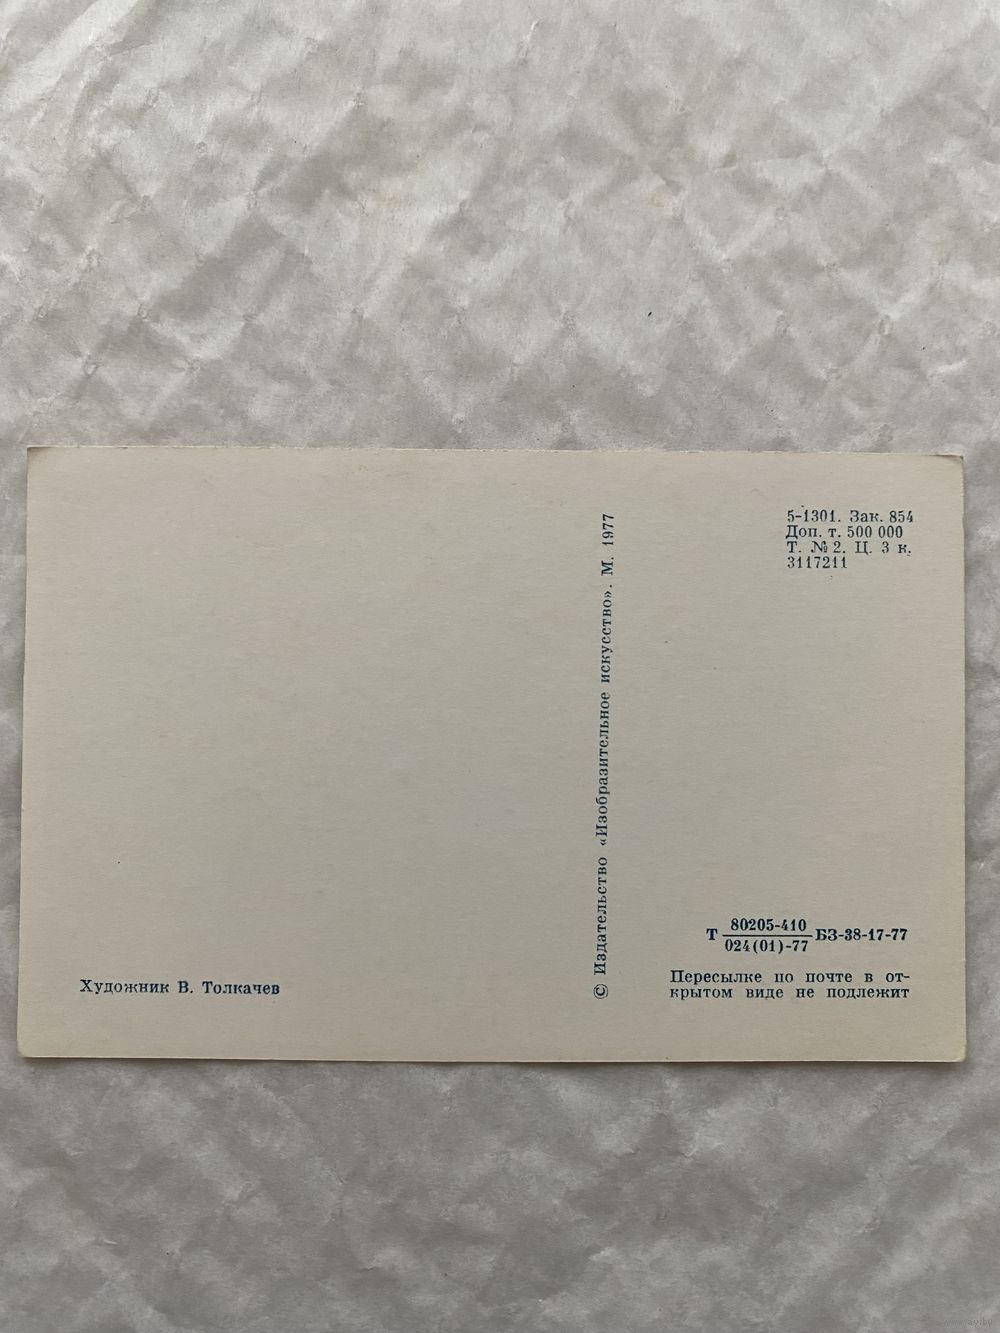 5-1301. Зак. 854
Доп. т. 500 000
Т. № 2. Ц. 3 к.
3117211
© Издательство «Изобразительное искусство». М. 1977
Т 80205-410 БЗ-38-17-77
024(01)-77
Пересылке по почте в от-
крытом виде не подлежит
Художник В. Толкачев